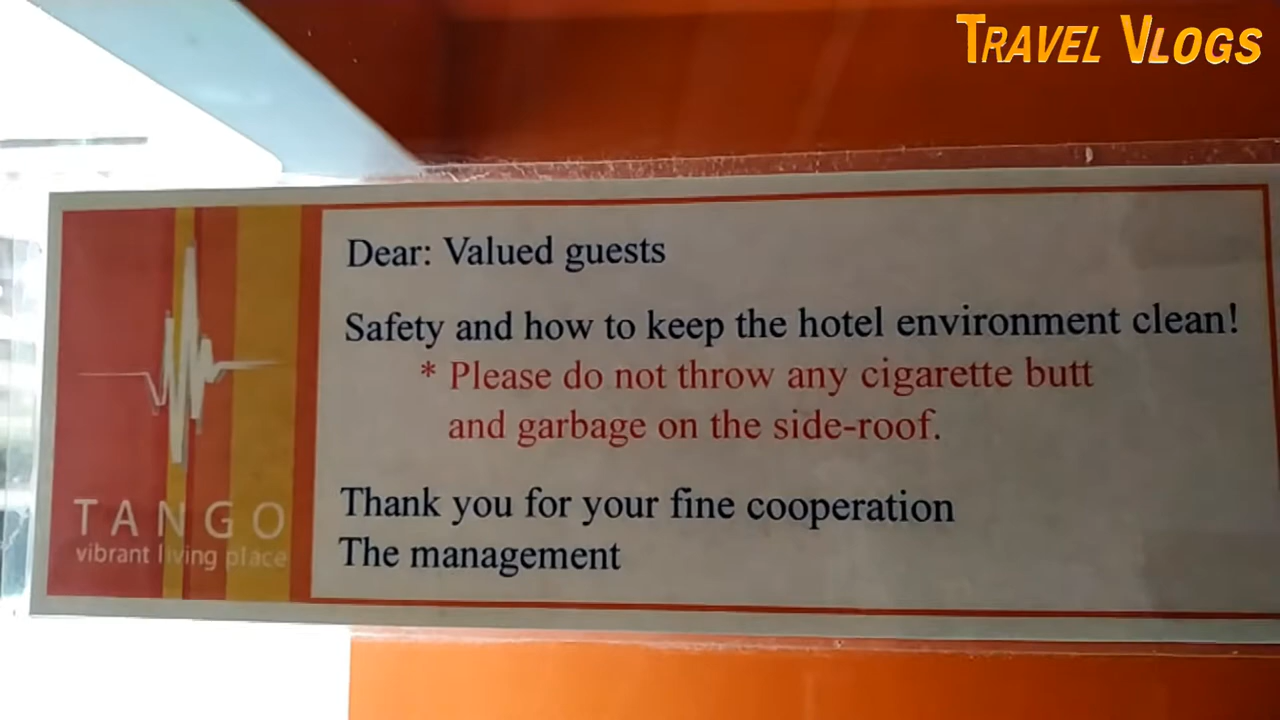 TRAVEL VLOGS
Dear: Valued guests
Safety and how to keep the hotel environment clean!
* Please do not throw any cigarette butt
and garbage on the side-roof.
Thank you for your fine cooperation
The management
TANGO
vibrant living place